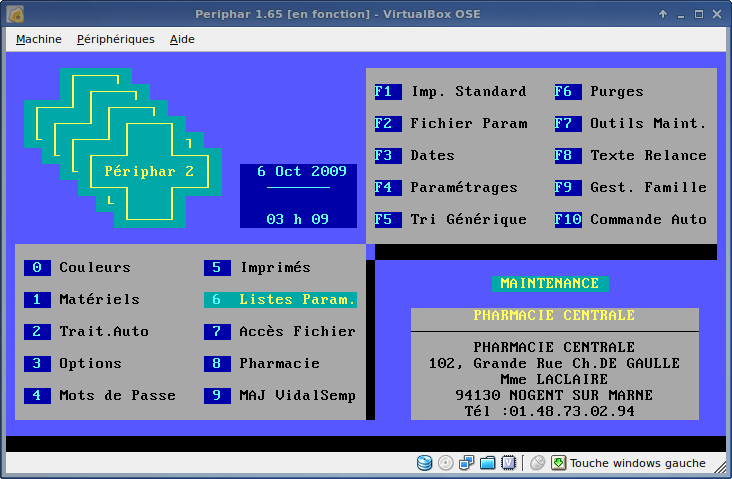 Periphar 1.65 [en fonction] - VirtualBox OSE
Machine Périphériques Aide
Périphar 2
6 Oct 2009
03 h 09
F1 Imp. Standard F6 Purges
F2 Fichier Param F7 Outils Maint.
F3 Dates F8 Texte Relance
F4 Paramétrages F9 Gest. Famille
F5 Tri Générique F10 Commande Auto
0 Couleurs 5 Imprimés
1 Matériels 6 Listes Param.
2 Trait.Auto 7 Accès Fichier
3 Options 8 Pharmacie
4 Mots de Passe 9 MAJ VidalSemp
MAINTENANCE
PHARMACIE CENTRALE
PHARMACIE CENTRALE
102, Grande Rue Ch.DE GAULLE
Mme LACLAIRE
94130 NOGENT SUR MARNE
Tél :01.48.73.02.94
Touche windows gauche